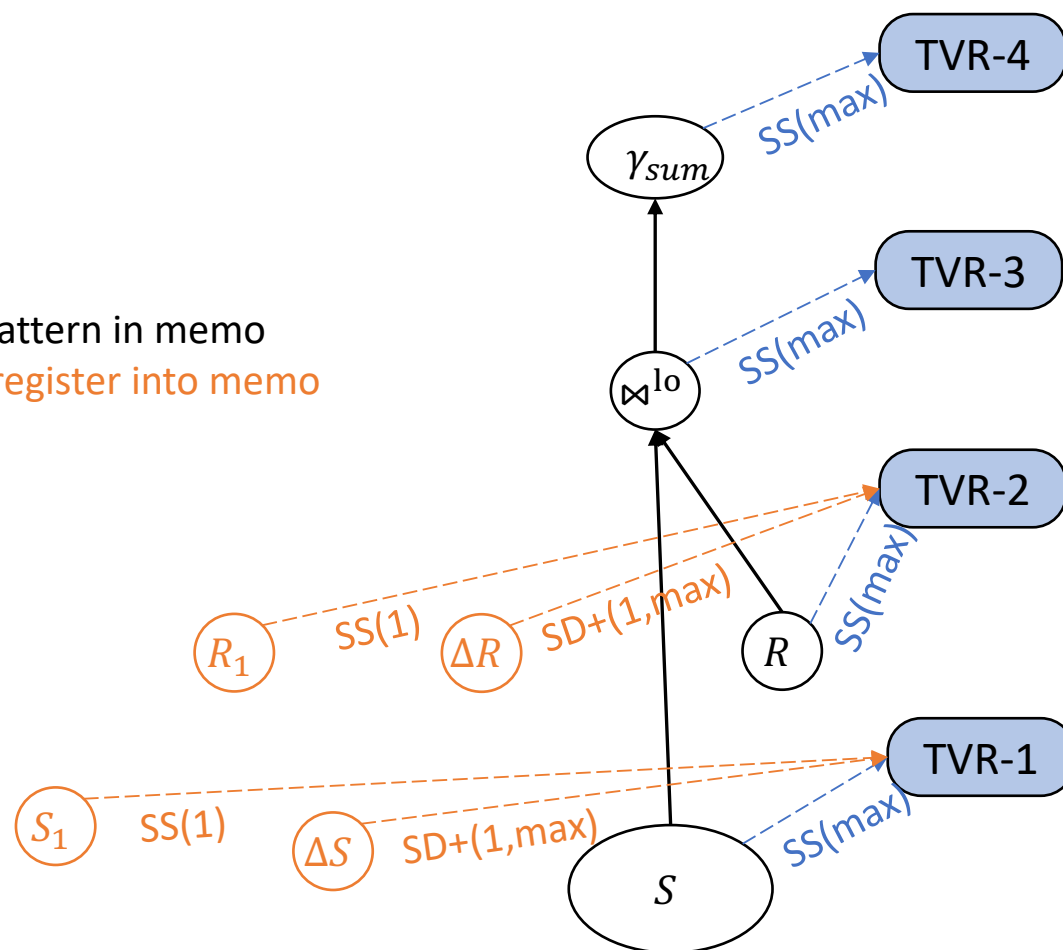 TVR-4
SS(max)
γsum
TVR-3
SS(max)
attern in memo
register into memo
⋈lo
TVR-2
SS(max)
SS(1)
SD+(1,max)
R1
ΔR
R
TVR-1
SS(max)
S1
SS(1)
ΔS
SD+(1,max)
S